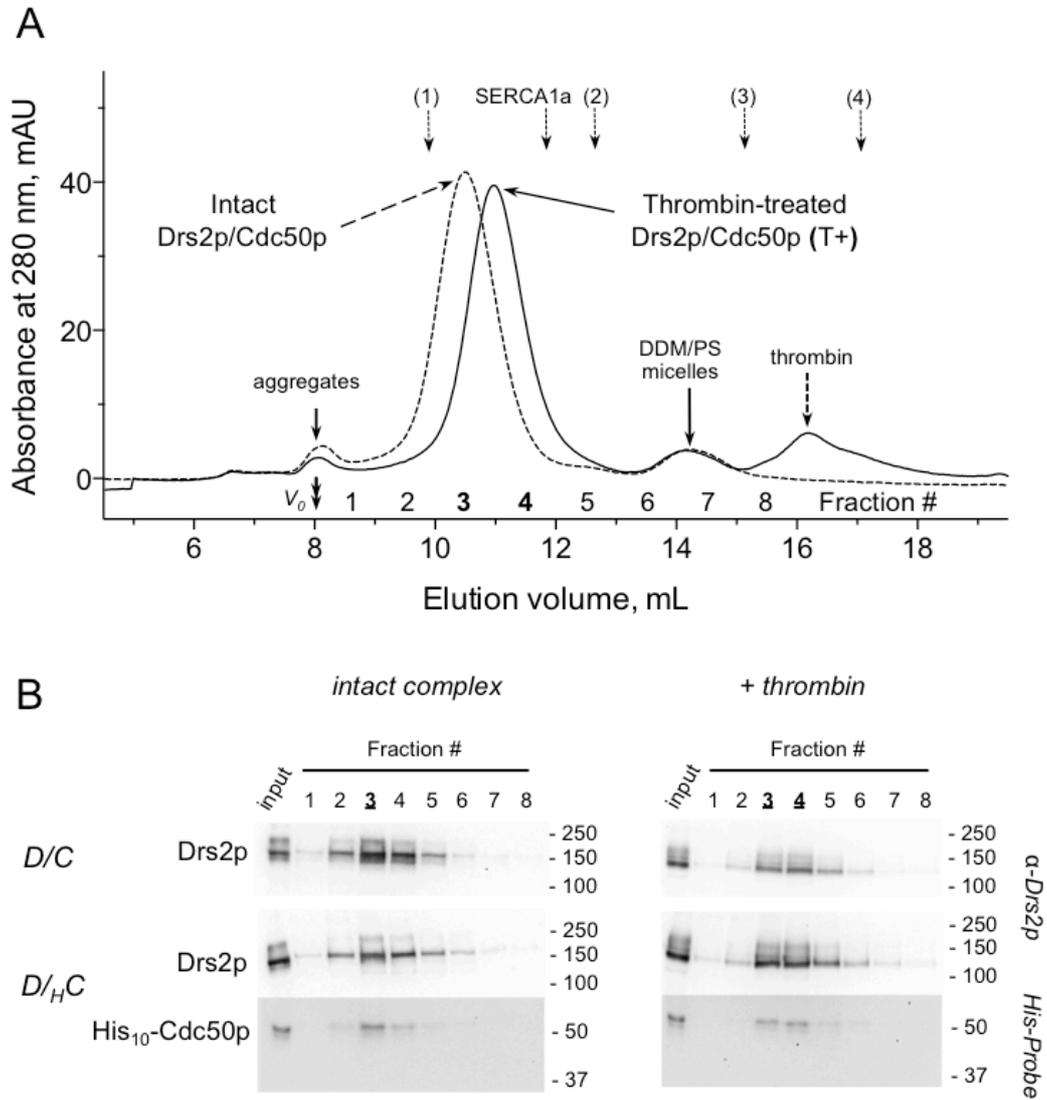 A
Absorbance at 280 nm, mAU
40
20
0
(1)
SERCA1a
(2)
(3)
(4)
Intact
Drs2p/Cdc50p
Thrombin-treated
Drs2p/Cdc50p (T+)
aggregates
DDM/PS
micelles
thrombin
V0 1 2 3 4 5 6 7 8 Fraction #
6 8 10 12 14 16 18
Elution volume, mL
B
intact complex
+ thrombin
Fraction #
Fraction #
input 1 2 3 4 5 6 7 8
input 1 2 3 4 5 6 7 8
D/C
Drs2p
- 250
- 150
- 100
- 250
- 150
- 100
α-Drs2p
D/HC
Drs2p
- 250
- 150
- 100
- 250
- 150
- 100
His10-Cdc50p
- 50
- 37
- 50
- 37
His-Probe